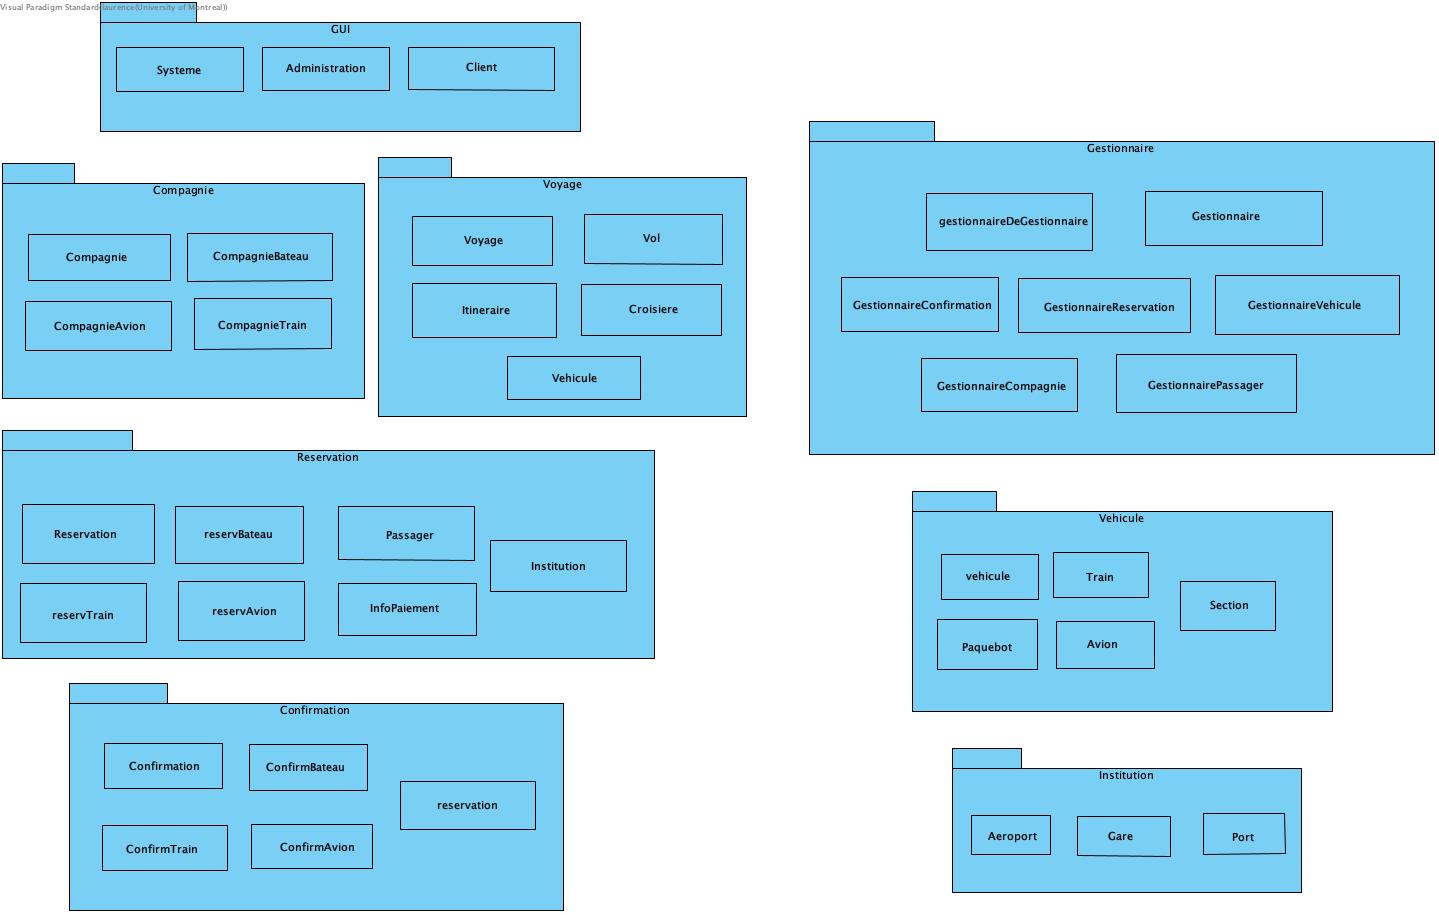 Visual Paradigm Standard(laurence(University of Montreal))
GUI
Systeme
Administration
Client
Compagnie
Compagnie
CompagnieBateau
CompagnieAvion
CompagnieTrain
Voyage
Voyage
Vol
Itineraire
Croisiere
Vehicule
Gestionnaire
gestionnaireDeGestionnaire
Gestionnaire
GestionnaireConfirmation
GestionnaireReservation
GestionnaireVehicule
GestionnaireCompagnie
GestionnairePassager
Reservation
Reservation
reservBateau
Passager
Institution
reservTrain
reservAvion
InfoPaiement
Vehicule
vehicule
Train
Section
Paquebot
Avion
Confirmation
Confirmation
ConfirmBateau
reservation
ConfirmTrain
ConfirmAvion
Institution
Aeroport
Gare
Port